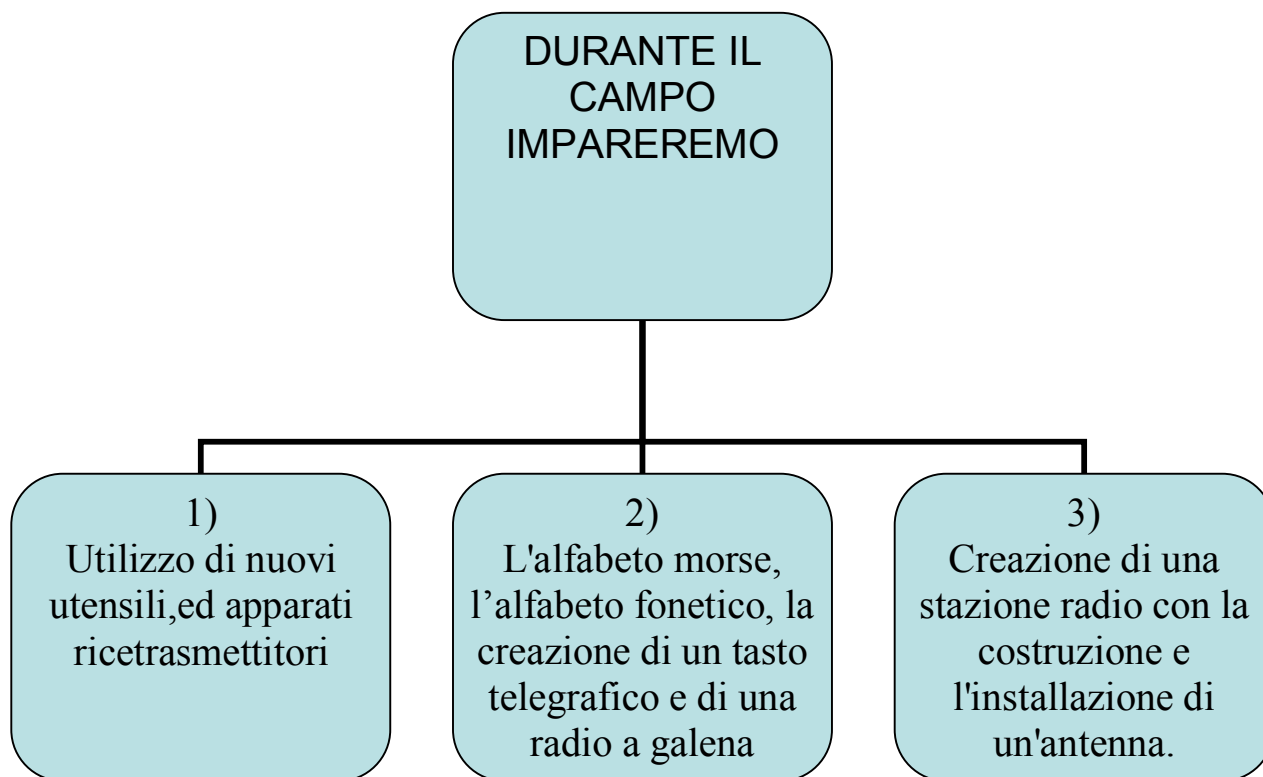 DURANTE IL
CAMPO
IMPAREREMO
1)
Utilizzo di nuovi
utensili,ed apparati
ricetrasmettitori
2)
L'alfabeto morse,
l’alfabeto fonetico, la
creazione di un tasto
telegrafico e di una
radio a galena
3)
Creazione di una
stazione radio con la
costruzione e
l'installazione di
un'antenna.